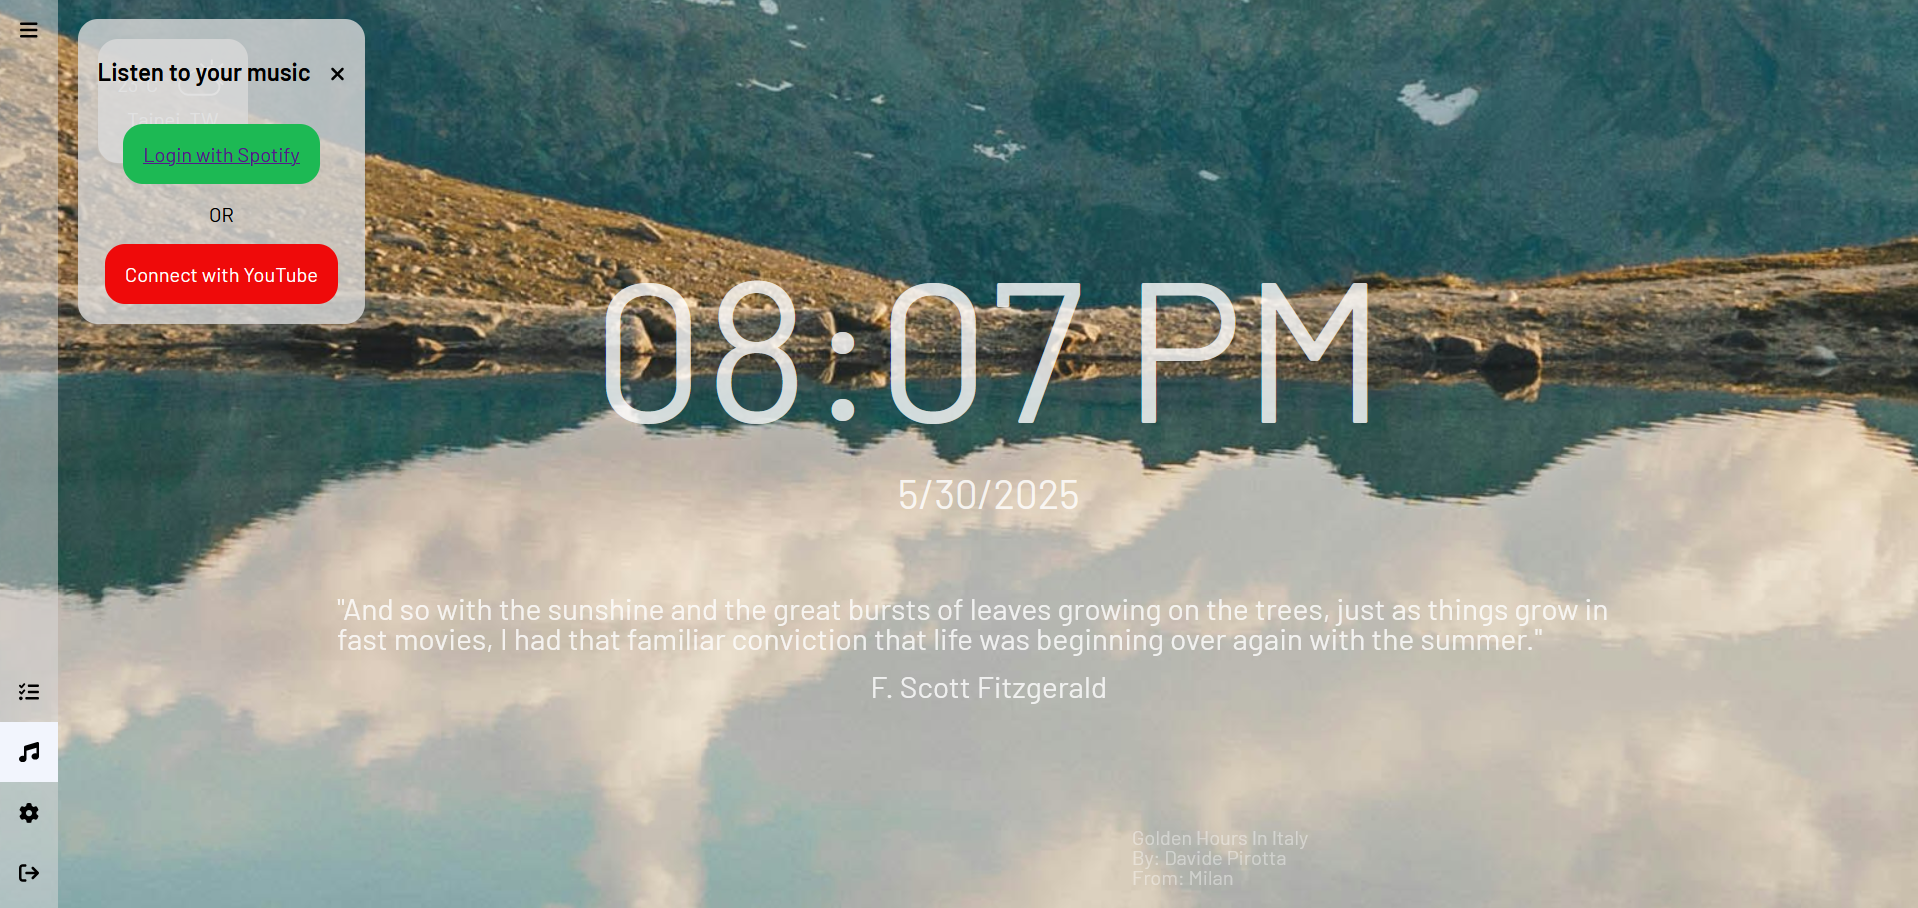 Listen to your music
23°C
Taipei, TW
Login with Spotify
OR
Connect with YouTube
08:07 PM
5/30/2025
"And so with the sunshine and the great bursts of leaves growing on the trees, just as things grow in
fast movies, I had that familiar conviction that life was beginning over again with the summer."
F. Scott Fitzgerald
Golden Hours In Italy
By: Davide Pirotta
From: Milan